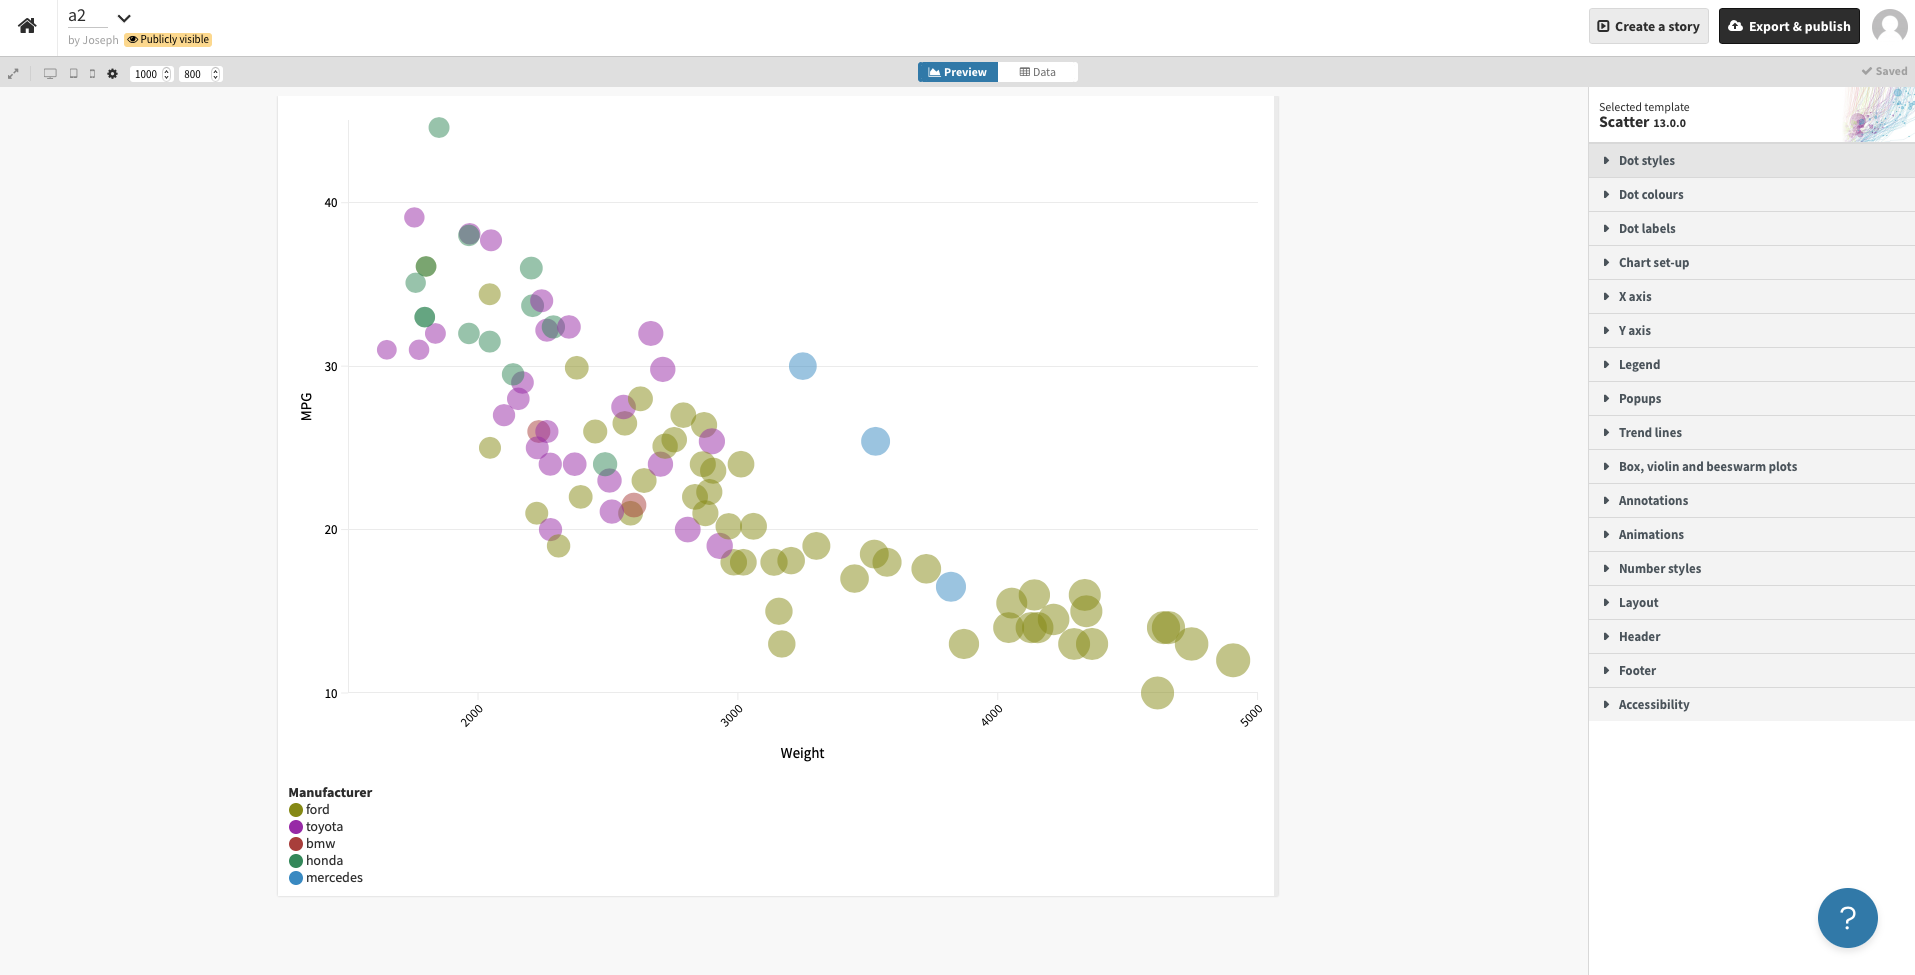 a2
by Joseph Publicly visible
Create a story
Export & publish
1000 800
Preview Data
Saved
Selected template
Scatter 13.0.0
Dot styles
Dot colours
Dot labels
Chart set-up
X axis
Y axis
Legend
Popups
Trend lines
Box, violin and beeswarm plots
Annotations
Animations
Number styles
Layout
Header
Footer
Accessibility
40
30
20
10
MPG
2000 3000 4000 5000
Weight
Manufacturer
ford
toyota
bmw
honda
mercedes
?